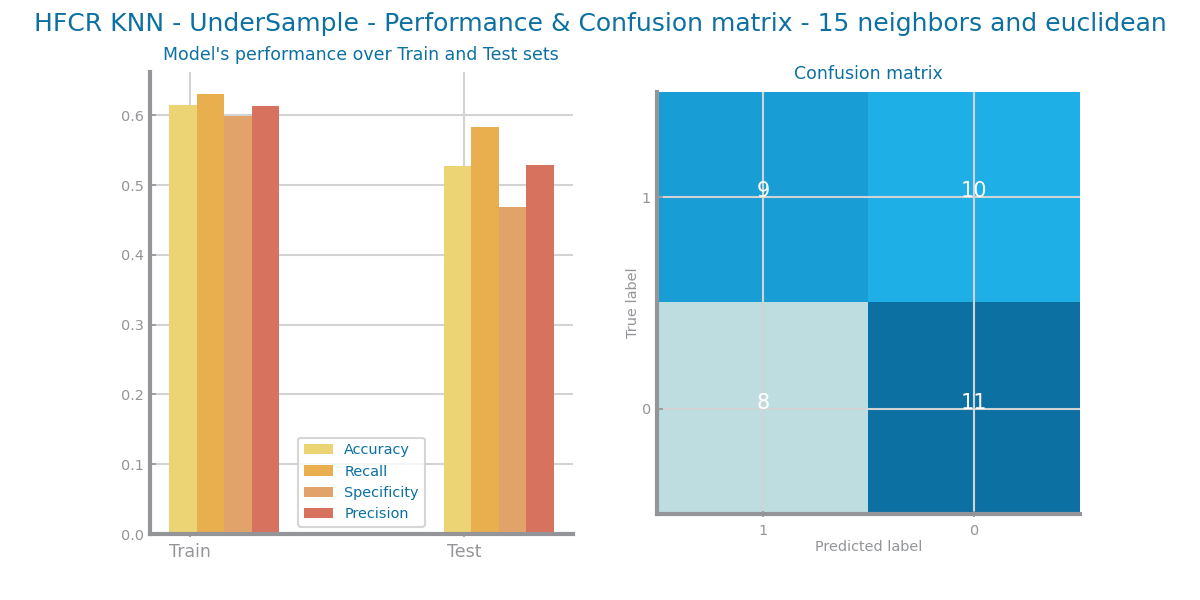 HFCR KNN - UnderSample - Performance & Confusion matrix - 15 neighbors and euclidean
Model's performance over Train and Test sets
0.6
0.5
0.4
0.3
0.2
0.1
0.0
Train
Test
Accuracy
Recall
Specificity
Precision
Confusion matrix
True label
1
0
9
10
8
11
1
0
Predicted label